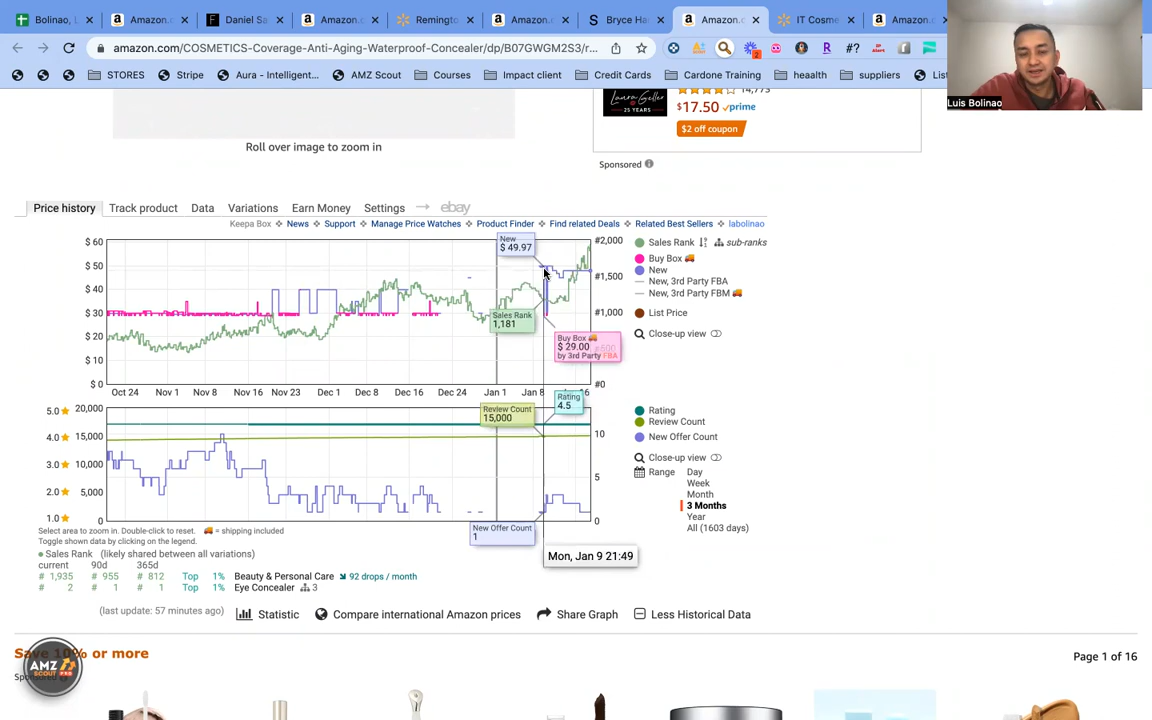 Olinao, L
Amazon.c
Daniel Sa
Amazon.c
Remingto
Amazon.c
Bryce Ha
Amazon.c
IT Cosme
Amazon.c
amazon.com/COSMETICS-Coverage-Anti-Aging-Waterproof-Concealer/dp/B07GWGM2S3/r...
STORES
Stripe
Aura - Intelligent...
AMZ Scout
Courses
Impact client
Credit Cards
Cardone Training
heaalth
suppliers
List
Luis Bolinao
Laura Geller
25 YEARS
14,773
$17.50 prime
$2 off coupon
Roll over image to zoom in
Sponsored
Price history
Track product
Data
Variations
Earn Money
Settings
ebay
Keepa Box
News
Support
Manage Price Watches
Product Finder
Find related Deals
Related Best Sellers
labolinao
$ 60
$ 50
$ 40
$ 30
$ 20
$ 10
$ 0
New
$ 49.97
Sales Rank
1,181
Buy Box
$ 29.00
by 3rd Party FBA
#2,000
#1,500
#1,000
#500
#0
Oct 24
Nov 1
Nov 8
Nov 16
Nov 23
Dec 1
Dec 8
Dec 16
Dec 24
Jan 1
Jan 8
Sales Rank
sub-ranks
Buy Box
New
New, 3rd Party FBA
New, 3rd Party FBM
List Price
Close-up view
Rating
4.5
Review Count
15,000
5.0
4.0
3.0
2.0
1.0
20,000
15,000
10,000
5,000
0
10
5
0
New Offer Count
1
Mon, Jan 9 21:49
Rating
Review Count
New Offer Count
Close-up view
Range
Day
Week
Month
3 Months
Year
All (1603 days)
Select area to zoom in. Double-click to reset.
= shipping included
Toggle shown data by clicking on the legend.
Sales Rank (likely shared between all variations)
current 90d 365d
# 1,935 # 955 # 812 Top 1% Beauty & Personal Care 92 drops / month
# 2 # 1 # 1 Top 1% Eye Concealer 3
(last update: 57 minutes ago)
Statistic
Compare international Amazon prices
Share Graph
Less Historical Data
Save 10% or more
Page 1 of 16
AMZ
SCOUT
PRO